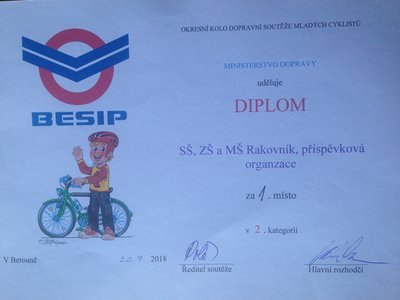 OKRESNÍ KOLO DOPRAVNÍ SOUTĚŽE MLADÝCH CYKLISTŮ
MINISTERSTVO DOPRAVY
uděluje
DIPLOM
BESIP
SŠ, ZŠ a MŠ Rakovník, příspěvková
organzace
za 1. místo
v 2. kategorii
V Berouně 20.9 2018
Ředitel soutěže
Hlavní rozhodčí